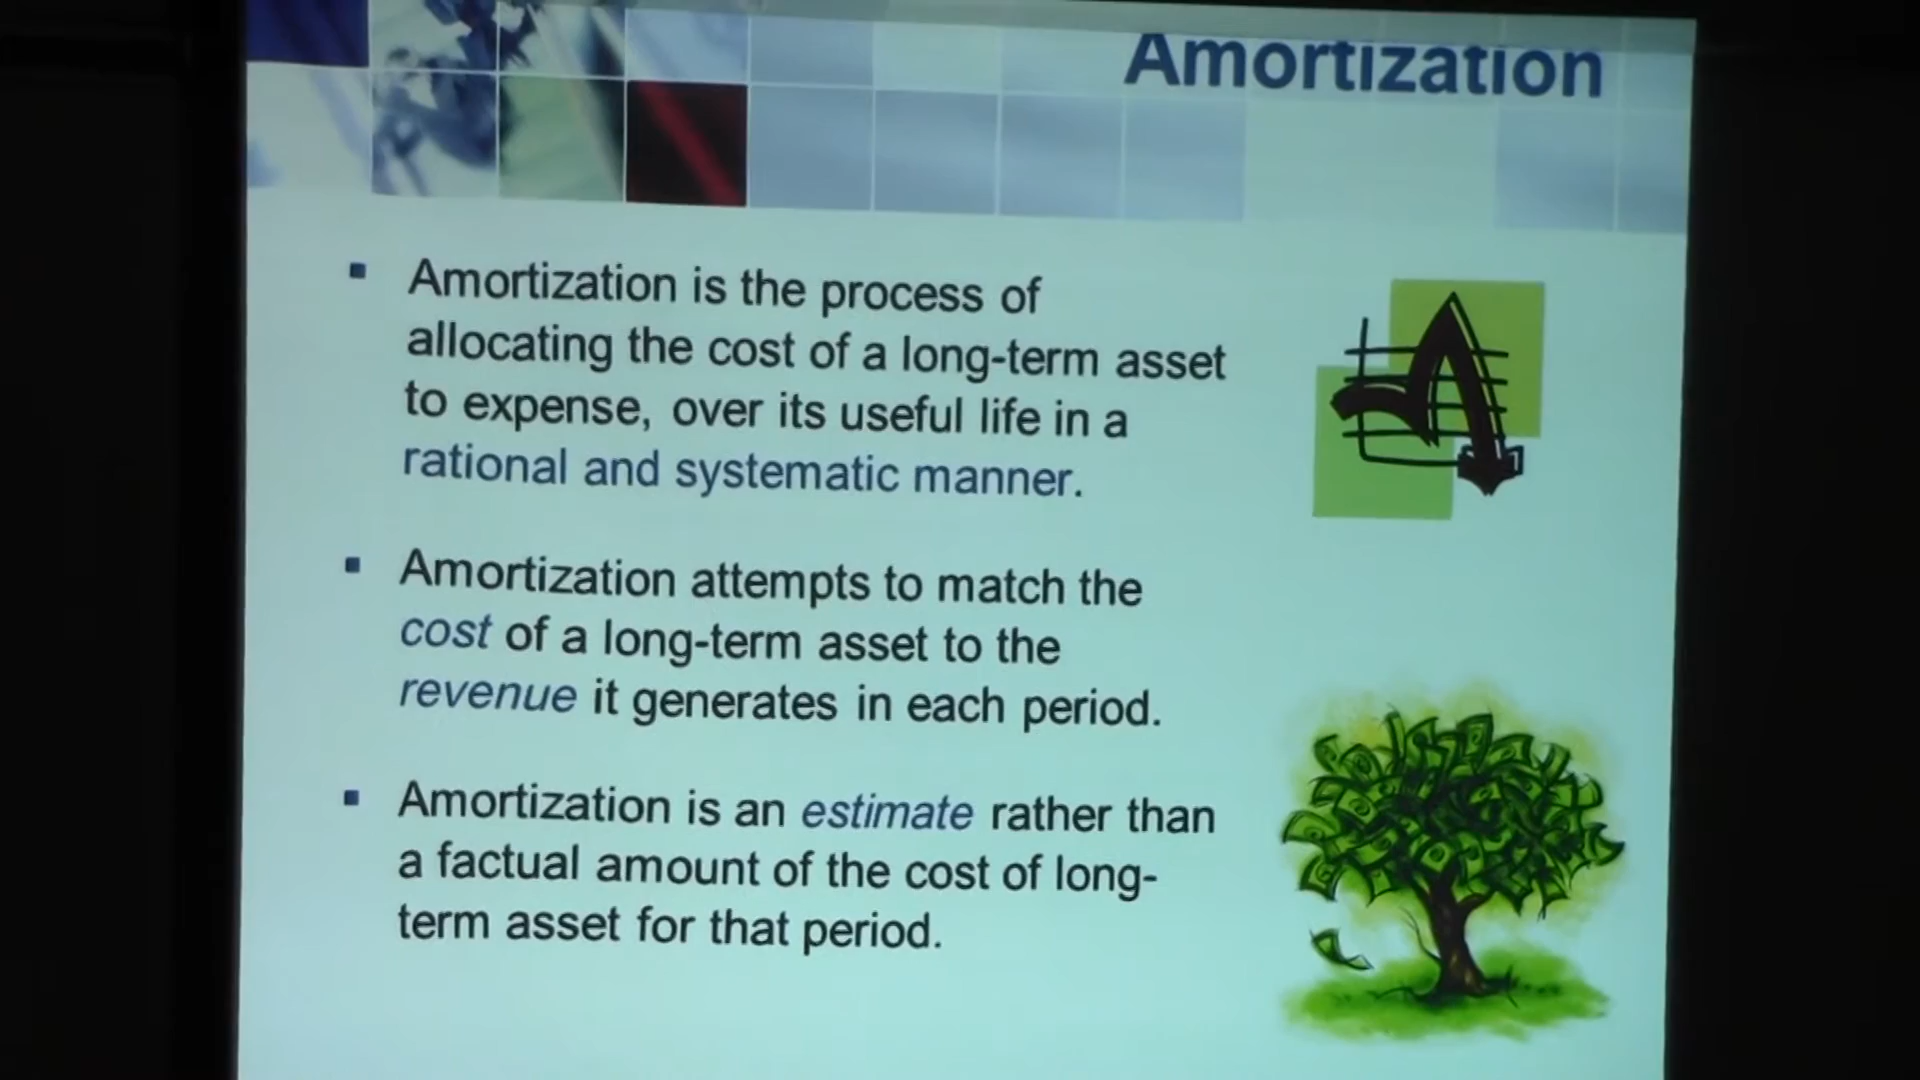 Amortization
▪ Amortization is the process of
allocating the cost of a long-term asset
to expense, over its useful life in a
rational and systematic manner.
▪ Amortization attempts to match the
cost of a long-term asset to the
revenue it generates in each period.
▪ Amortization is an estimate rather than
a factual amount of the cost of long-
term asset for that period.